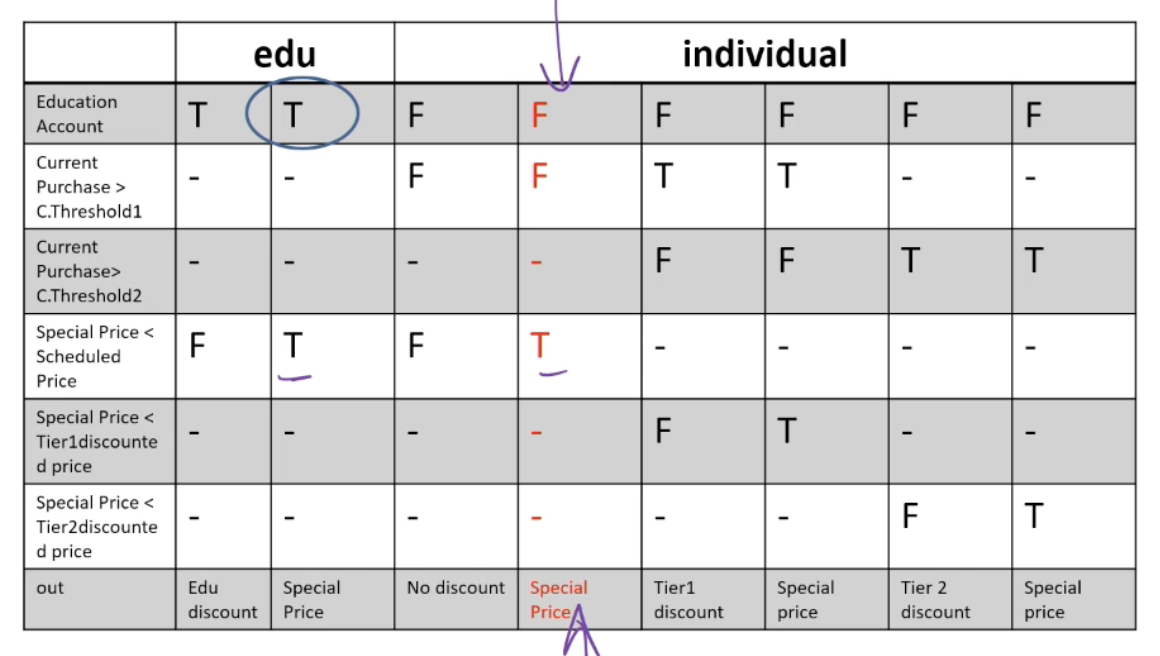 edu individual
Education
Account T T F F F F F F
Current
Purchase > - - F F T T - -
C.Threshold1
Current
Purchase> - - - - F F T T
C.Threshold2
Special Price <
Scheduled F T F T - - - -
Price
Special Price <
Tier1discounte - - - - F T - -
d price
Special Price <
Tier2discounte - - - - - - F T
d price
out Edu Special No discount Special Tier1 Special Tier 2 Special
discount Price Price discount price discount price